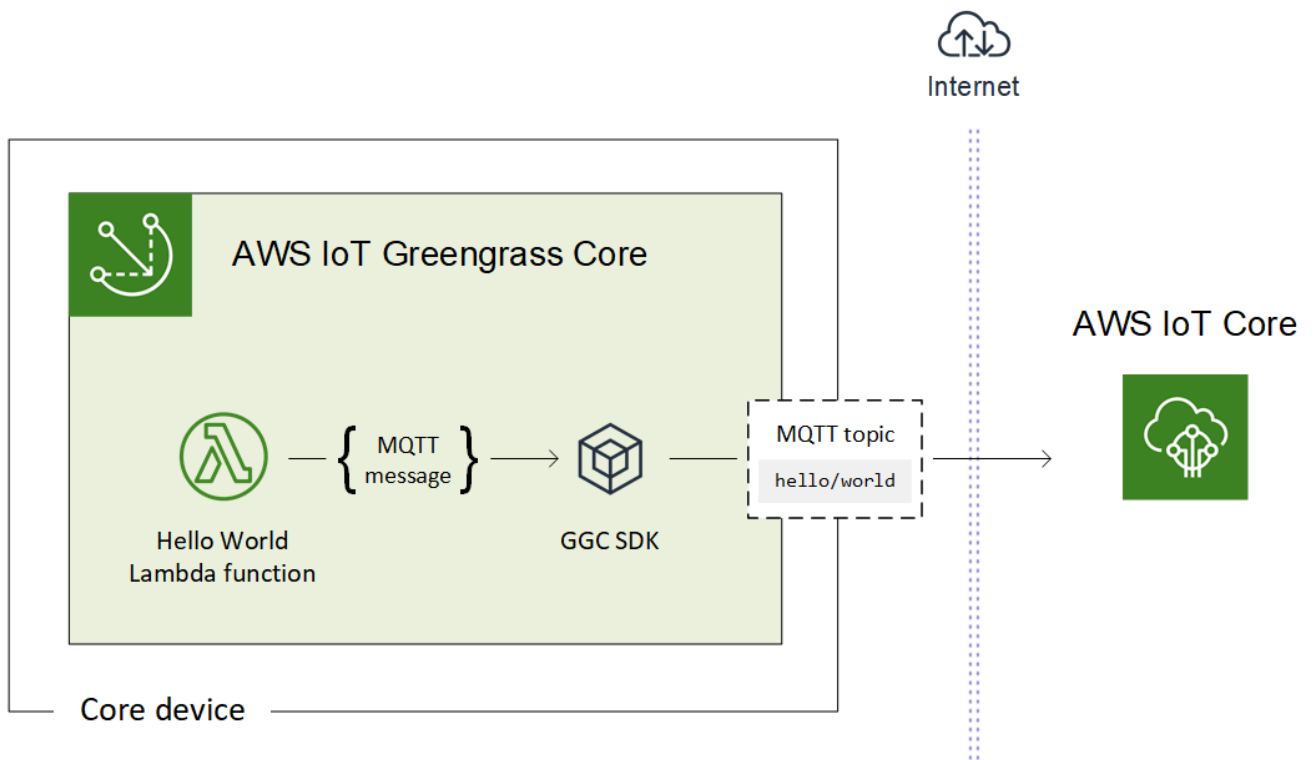 Internet
AWS IoT Greengrass Core
AWS IoT Core
MQTT
message
MQTT topic
hello/world
Hello World
Lambda function
GGC SDK
Core device